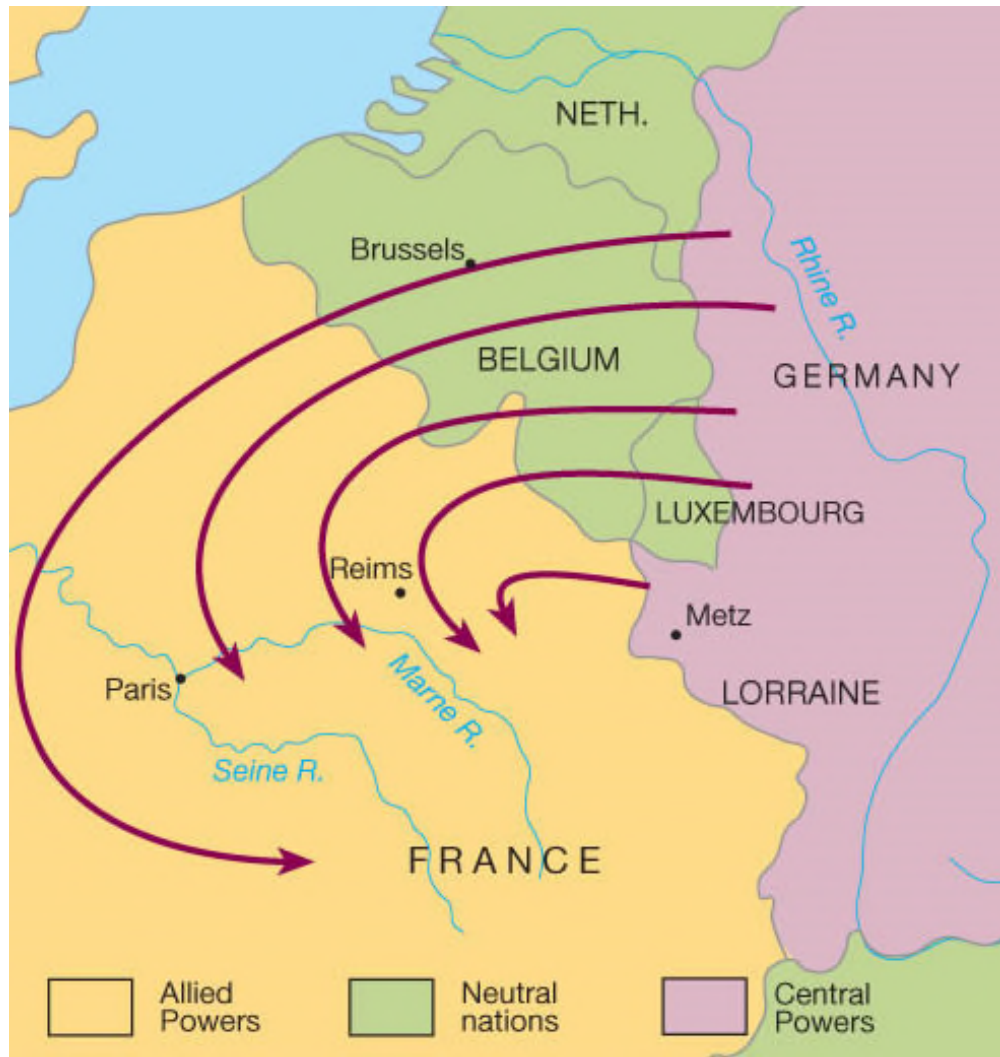 NETH.
Brussels
Rhine R.
BELGIUM
GERMANY
LUXEMBOURG
Reims
Metz
Paris
Marne R.
LORRAINE
Seine R.
FRANCE
Allied
Powers
Neutral
nations
Central
Powers